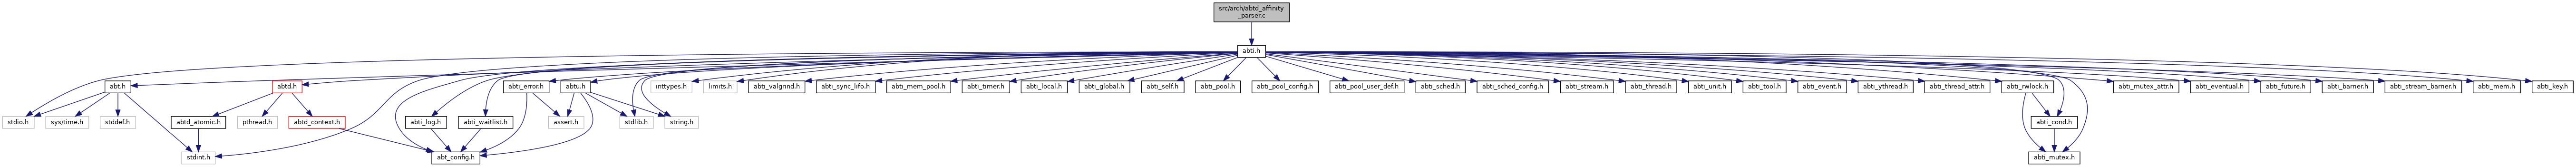 src/arch/abtd_affinity
_parser.c
abti.h
abt.h
abtd.h
abti_error.h
abtu.h
inttypes.h
limits.h
abti_valgrind.h
abti_sync_lifo.h
abti_mem_pool.h
abti_timer.h
abti_local.h
abti_global.h
abti_self.h
abti_pool.h
abti_pool_config.h
abti_pool_user_def.h
abti_sched.h
abti_sched_config.h
abti_stream.h
abti_thread.h
abti_unit.h
abti_tool.h
abti_event.h
abti_ythread.h
abti_thread_attr.h
abti_rwlock.h
abti_mutex_attr.h
abti_eventual.h
abti_future.h
abti_barrier.h
abti_stream_barrier.h
abti_mem.h
abti_key.h
stdio.h
sys/time.h
stddef.h
abtd_atomic.h
pthread.h
abtd_context.h
abti_log.h
abti_waitlist.h
assert.h
stdlib.h
string.h
abti_cond.h
stdint.h
abt_config.h
abti_mutex.h